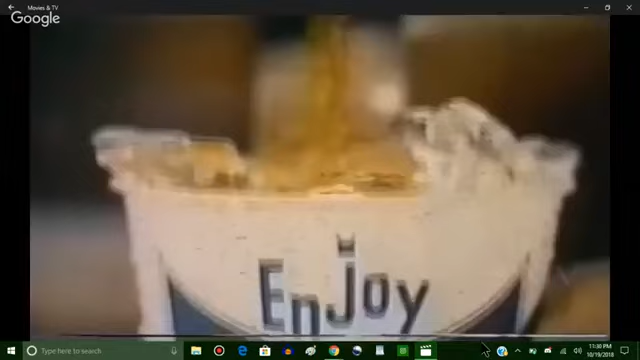 Movies & TV
Google
Enjoy
Type here to search
11:30 PM
10/19/2018